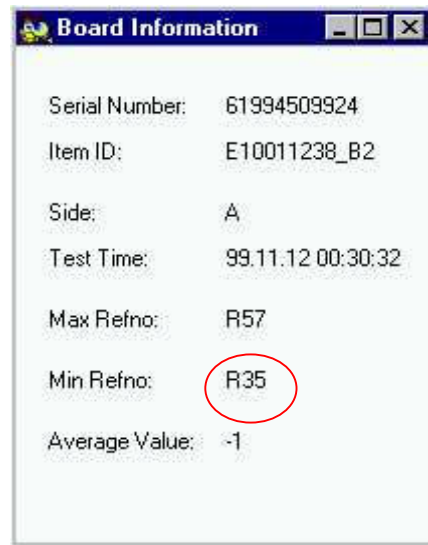 Board Information
Serial Number: 61994509924
Item ID: E10011238_B2
Side: A
Test Time: 99.11.12 00:30:32
Max Refno: R57
Min Refno: R35
Average Value: -1